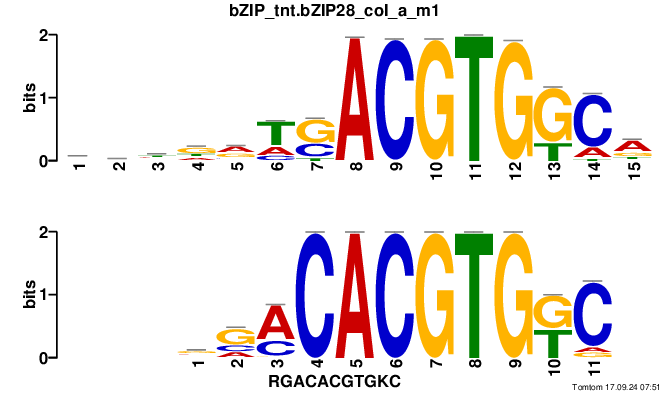 bZIP_tnt.bZIP28_col_a_m1
2
1
0
bits
1 2 3 4 5 6 7 8 9 10 11 12 13 14 15
GATGACGTGGCA
2
1
0
bits
1 2 3 4 5 6 7 8 9 10 11
GACACGTGGC
RGACACGTGKC
Tomtom 17.09.24 07:51